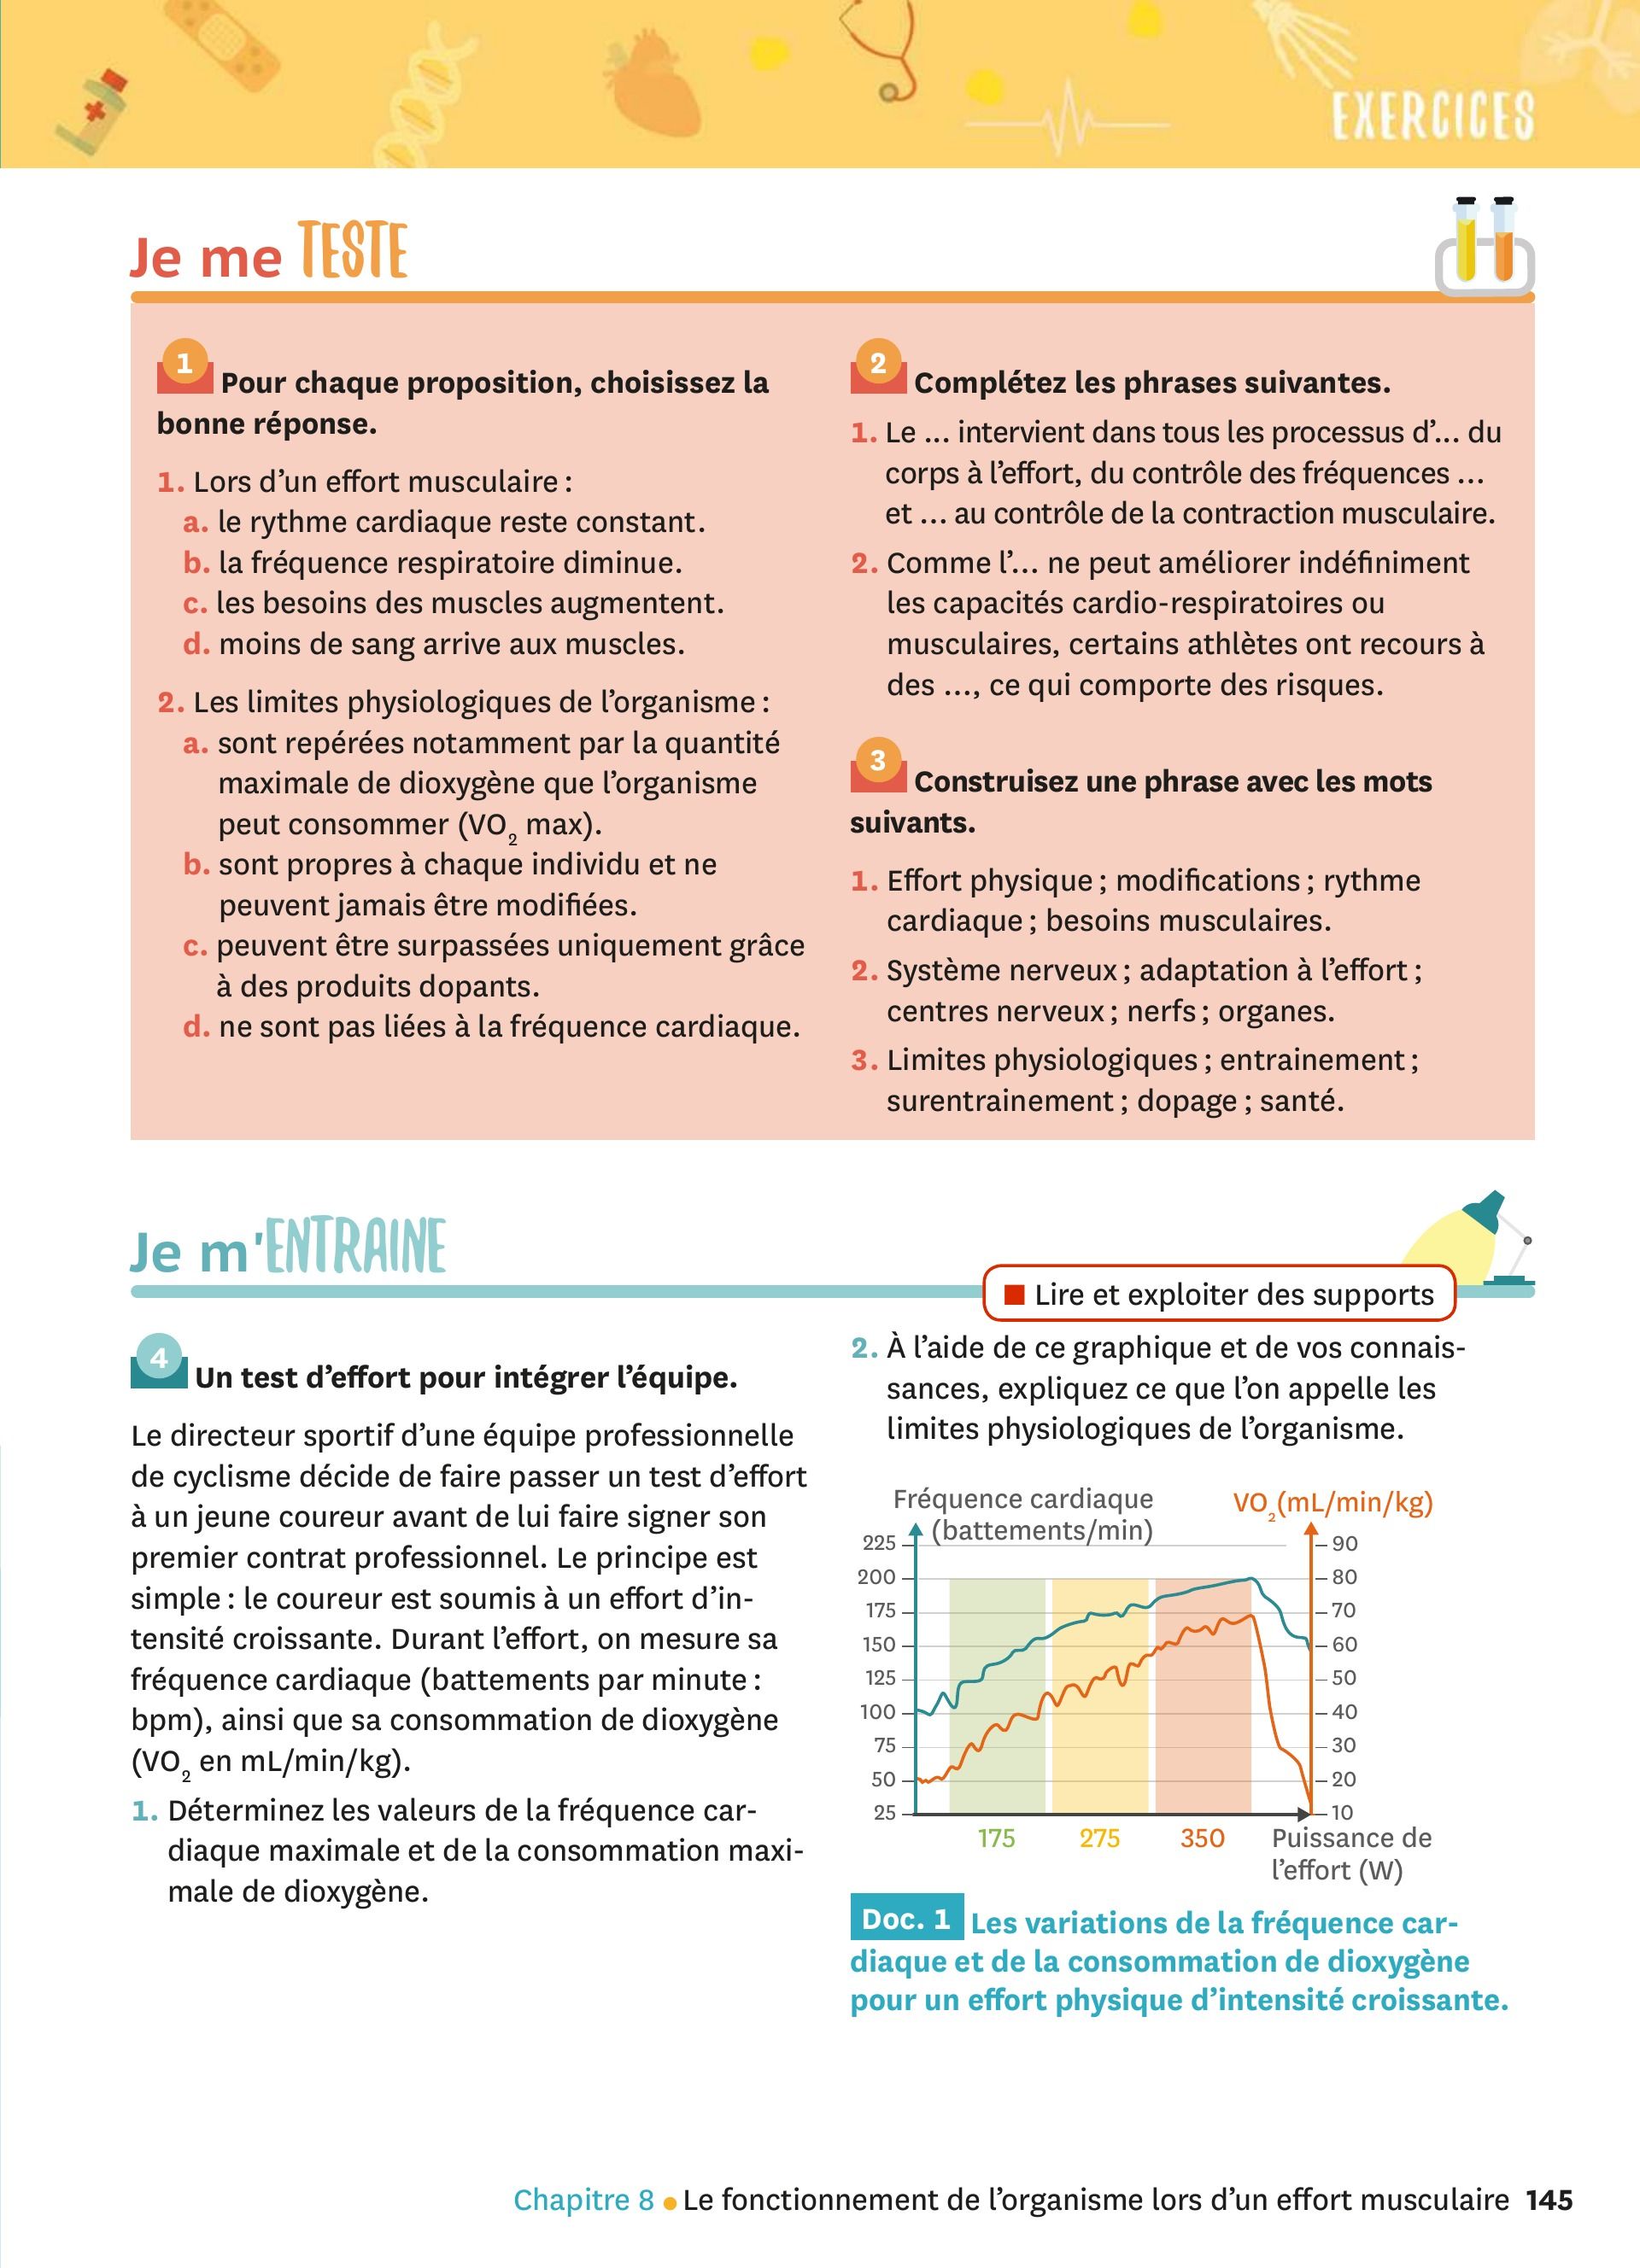 EXERCICES
Je me TESTE
1 Pour chaque proposition, choisissez la
bonne réponse.
1. Lors d’un effort musculaire :
a. le rythme cardiaque reste constant.
b. la fréquence respiratoire diminue.
c. les besoins des muscles augmentent.
d. moins de sang arrive aux muscles.
2. Les limites physiologiques de l’organisme :
a. sont repérées notamment par la quantité
maximale de dioxygène que l’organisme
peut consommer (VO₂ max).
b. sont propres à chaque individu et ne
peuvent jamais être modifiées.
c. peuvent être surpassées uniquement grâce
à des produits dopants.
d. ne sont pas liées à la fréquence cardiaque.
2 Complétez les phrases suivantes.
1. Le ... intervient dans tous les processus d’... du
corps à l’effort, du contrôle des fréquences ...
et ... au contrôle de la contraction musculaire.
2. Comme l’... ne peut améliorer indéfiniment
les capacités cardio-respiratoires ou
musculaires, certains athlètes ont recours à
des ..., ce qui comporte des risques.
3 Construisez une phrase avec les mots
suivants.
1. Effort physique ; modifications ; rythme
cardiaque ; besoins musculaires.
2. Système nerveux ; adaptation à l’effort ;
centres nerveux ; nerfs ; organes.
3. Limites physiologiques ; entrainement ;
surentrainement ; dopage ; santé.
Je m'ENTRAINE
Lire et exploiter des supports
4 Un test d’effort pour intégrer l’équipe.
Le directeur sportif d’une équipe professionnelle
de cyclisme décide de faire passer un test d’effort
à un jeune coureur avant de lui faire signer son
premier contrat professionnel. Le principe est
simple : le coureur est soumis à un effort d’in-
tensité croissante. Durant l’effort, on mesure sa
fréquence cardiaque (battements par minute :
bpm), ainsi que sa consommation de dioxygène
(VO₂ en mL/min/kg).
1. Déterminez les valeurs de la fréquence car-
diaque maximale et de la consommation maxi-
male de dioxygène.
2. À l’aide de ce graphique et de vos connais-
sances, expliquez ce que l’on appelle les
limites physiologiques de l’organisme.
Fréquence cardiaque
(battements/min)
VO₂(mL/min/kg)
225
200
175
150
125
100
75
50
25
90
80
70
60
50
40
30
20
10
175 275 350
Puissance de
l’effort (W)
Doc. 1 Les variations de la fréquence car-
diaque et de la consommation de dioxygène
pour un effort physique d’intensité croissante.
Chapitre 8 • Le fonctionnement de l’organisme lors d’un effort musculaire 145